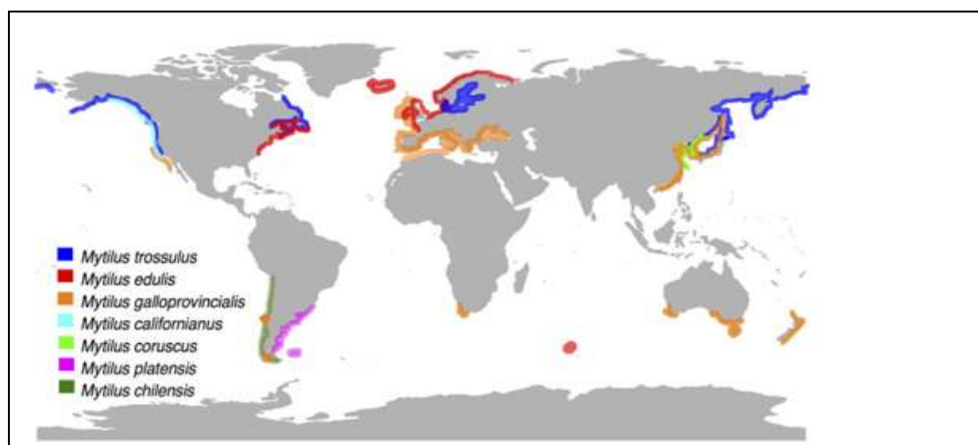 Mytilus trossulus
Mytilus edulis
Mytilus galloprovincialis
Mytilus californianus
Mytilus coruscus
Mytilus platensis
Mytilus chilensis